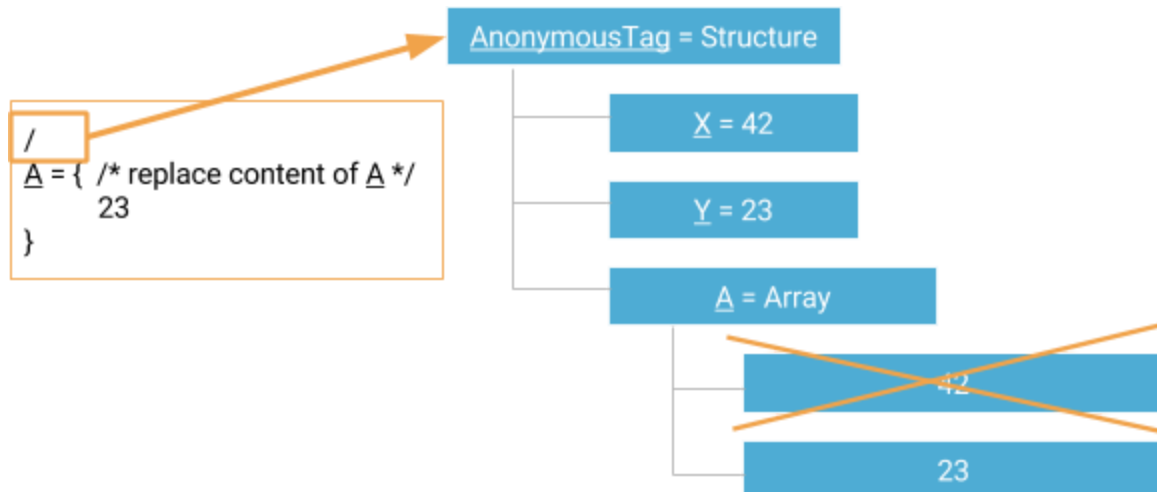 AnonymousTag = Structure
/
A = { /* replace content of A */
23
}
X = 42
Y = 23
A = Array
42
23